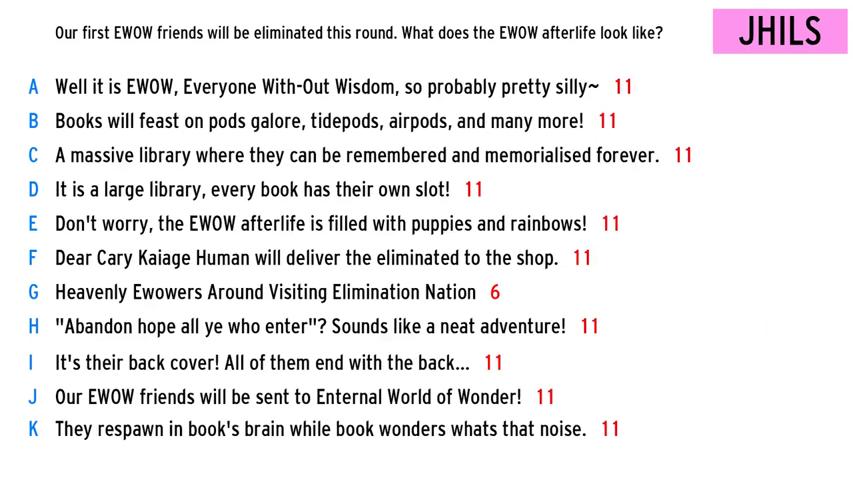 Our first EWOW friends will be eliminated this round. What does the EWOW afterlife look like?
JHILS
A Well it is EWOW, Everyone With-Out Wisdom, so probably pretty silly~ 11
B Books will feast on pods galore, tidepods, airpods, and many more! 11
C A massive library where they can be remembered and memorialised forever. 11
D It is a large library, every book has their own slot! 11
E Don't worry, the EWOW afterlife is filled with puppies and rainbows! 11
F Dear Cary Kaiage Human will deliver the eliminated to the shop. 11
G Heavenly Ewowers Around Visiting Elimination Nation 6
H "Abandon hope all ye who enter"? Sounds like a neat adventure! 11
I It's their back cover! All of them end with the back... 11
J Our EWOW friends will be sent to Enternal World of Wonder! 11
K They respawn in book's brain while book wonders whats that noise. 11